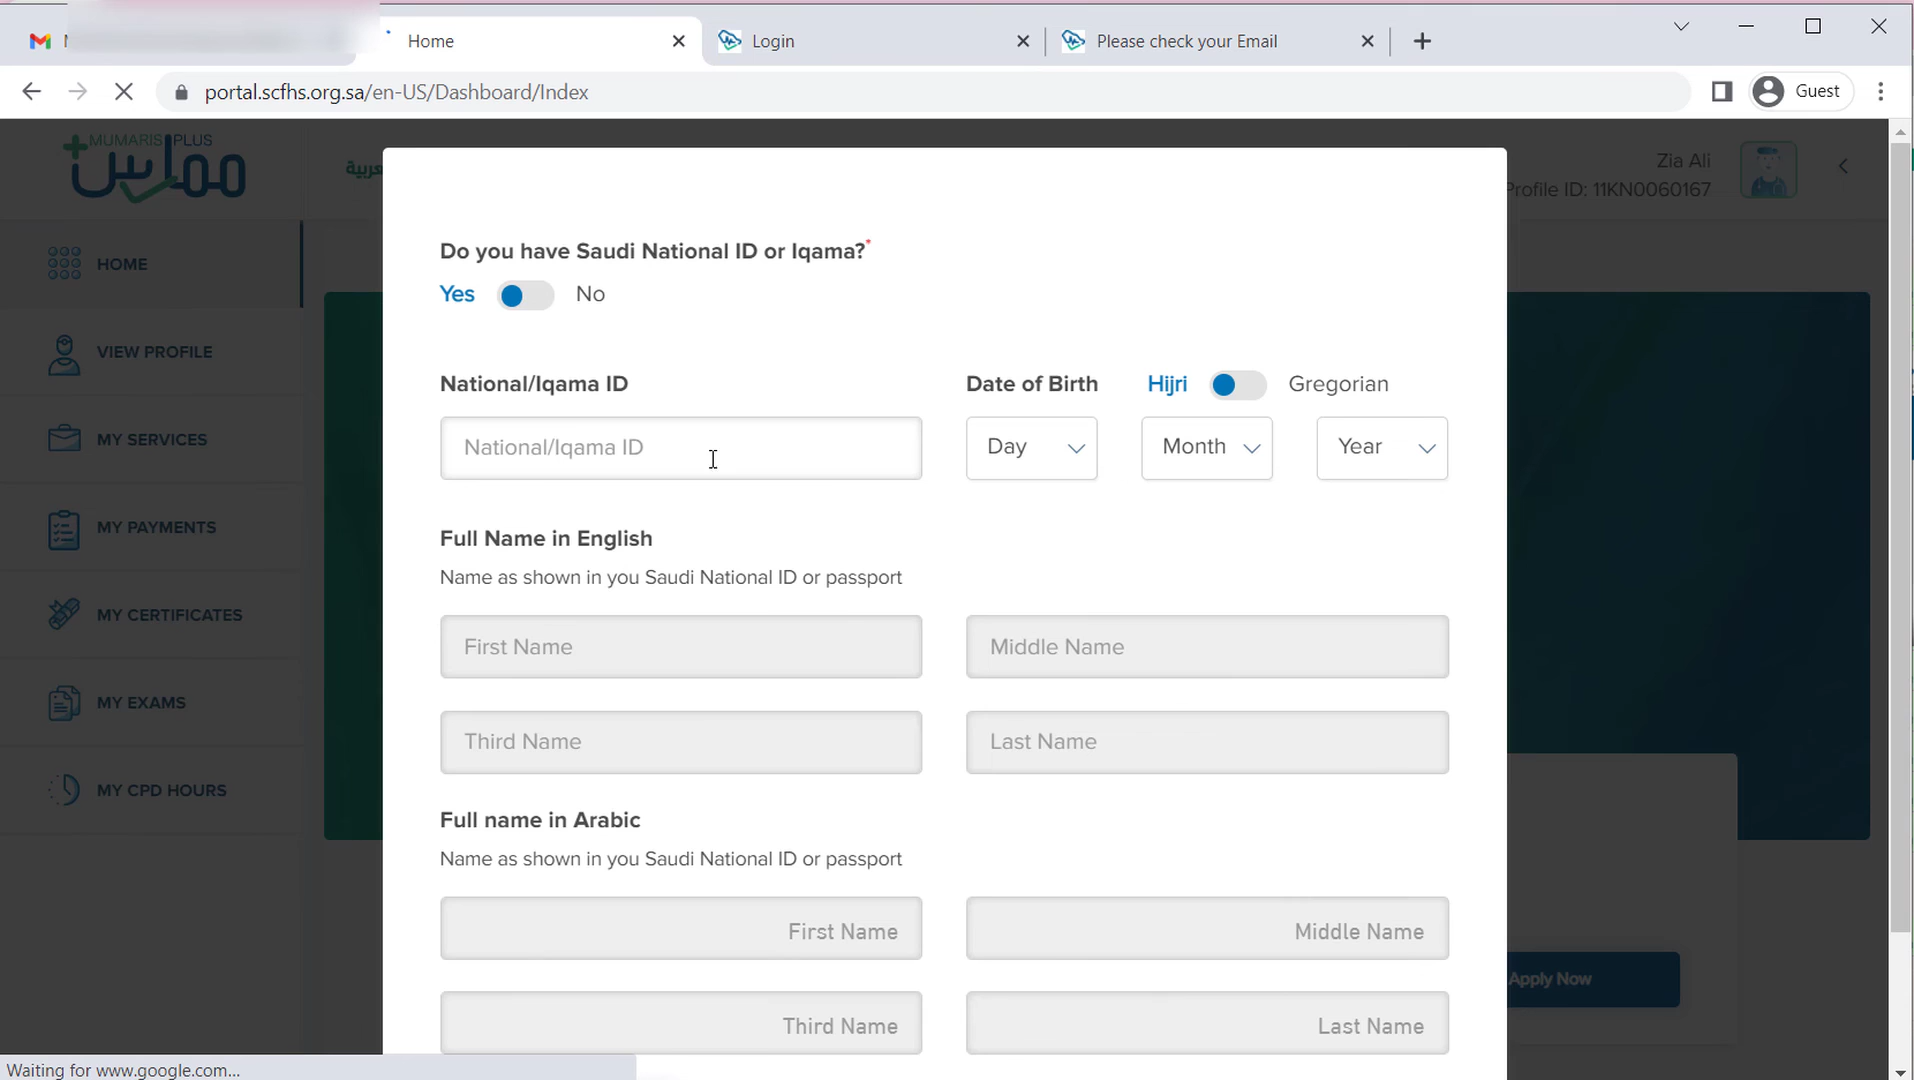 Home
Login
Please check your Email
portal.scfhs.org.sa/en-US/Dashboard/Index
Guest
MUMARIS PLUS
ممارس
العربية
Zia Ali
Profile ID: 11KN0060167
HOME
VIEW PROFILE
MY SERVICES
MY PAYMENTS
MY CERTIFICATES
MY EXAMS
MY CPD HOURS
Do you have Saudi National ID or Iqama?*
Yes No
National/Iqama ID
Date of Birth Hijri Gregorian
National/Iqama ID
Day Month Year
Full Name in English
Name as shown in you Saudi National ID or passport
First Name Middle Name
Third Name Last Name
Full name in Arabic
Name as shown in you Saudi National ID or passport
First Name Middle Name
Third Name Last Name
Apply Now
Waiting for www.google.com...